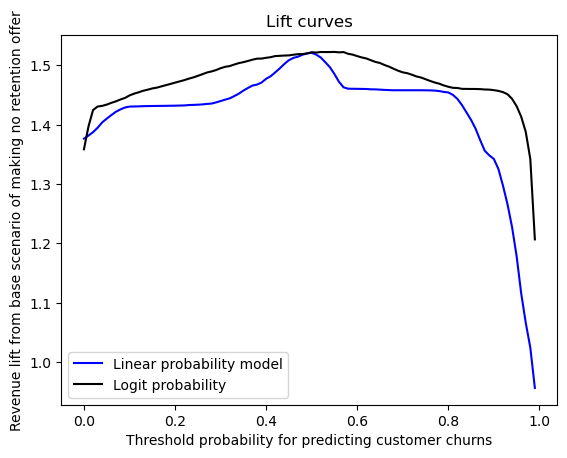 Lift curves
Revenue lift from base scenario of making no retention offer
1.5
1.4
1.3
1.2
1.1
1.0
Linear probability model
Logit probability
0.0 0.2 0.4 0.6 0.8 1.0
Threshold probability for predicting customer churns